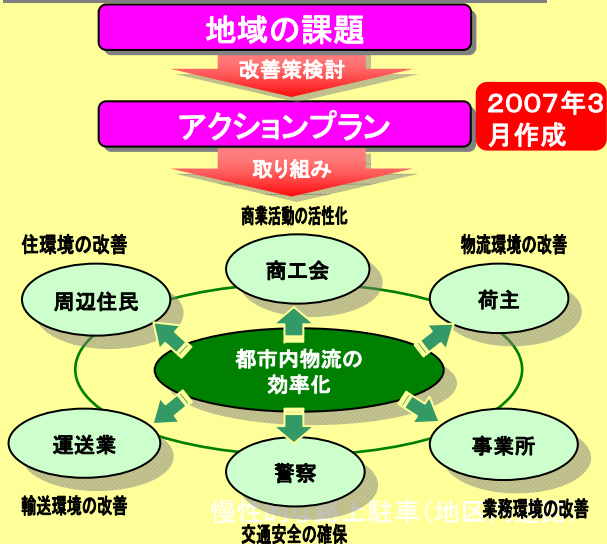 地域の課題
改善策検討
アクションプラン
2007年3
月作成
取り組み
商業活動の活性化
住環境の改善
物流環境の改善
商工会
周辺住民
荷主
都市内物流の
効率化
運送業
事業所
警察
輸送環境の改善
業務環境の改善
交通安全の確保